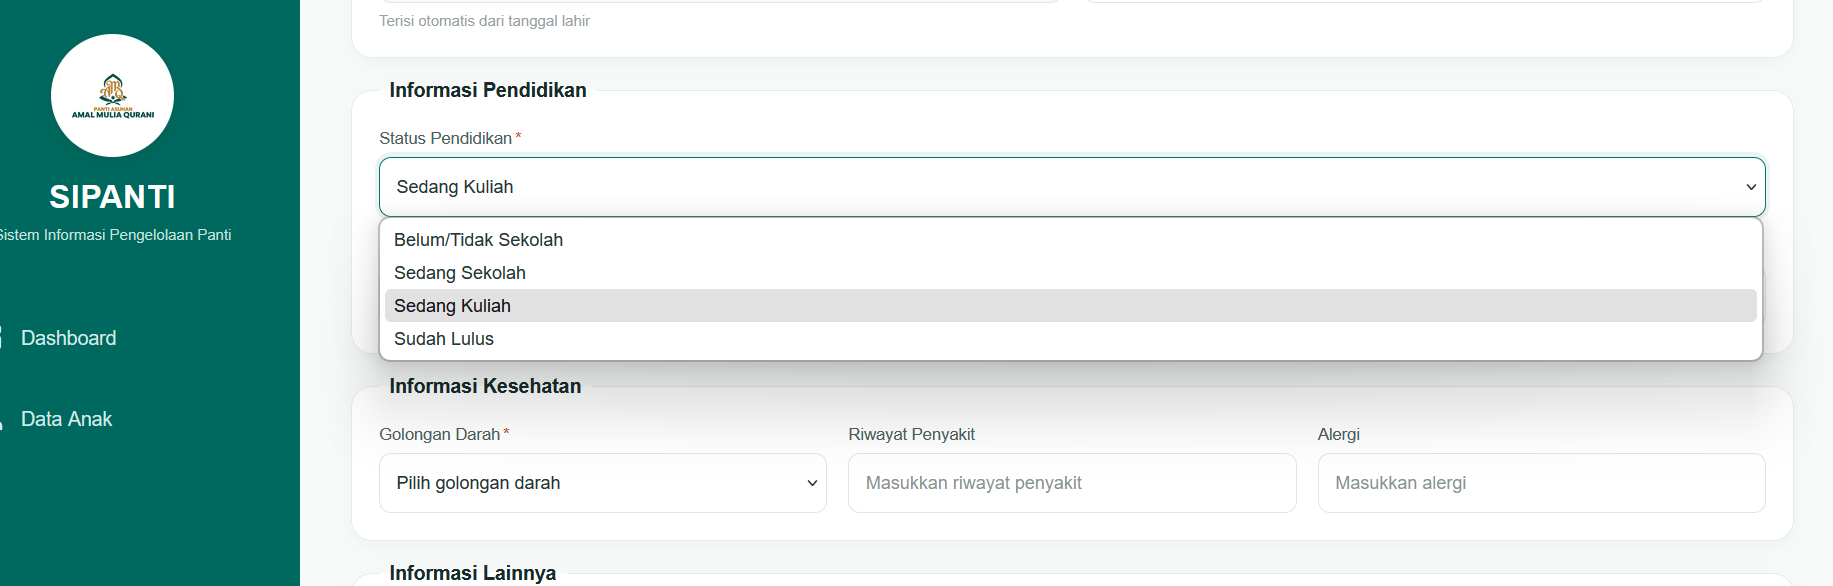 PANTI ASUHAN
AMAL MULIA QURANI
SIPANTI
Sistem Informasi Pengelolaan Panti
Dashboard
Data Anak
Terisi otomatis dari tanggal lahir
Informasi Pendidikan
Status Pendidikan *
Sedang Kuliah
Belum/Tidak Sekolah
Sedang Sekolah
Sedang Kuliah
Sudah Lulus
Informasi Kesehatan
Golongan Darah *
Pilih golongan darah
Riwayat Penyakit
Masukkan riwayat penyakit
Alergi
Masukkan alergi
Informasi Lainnya